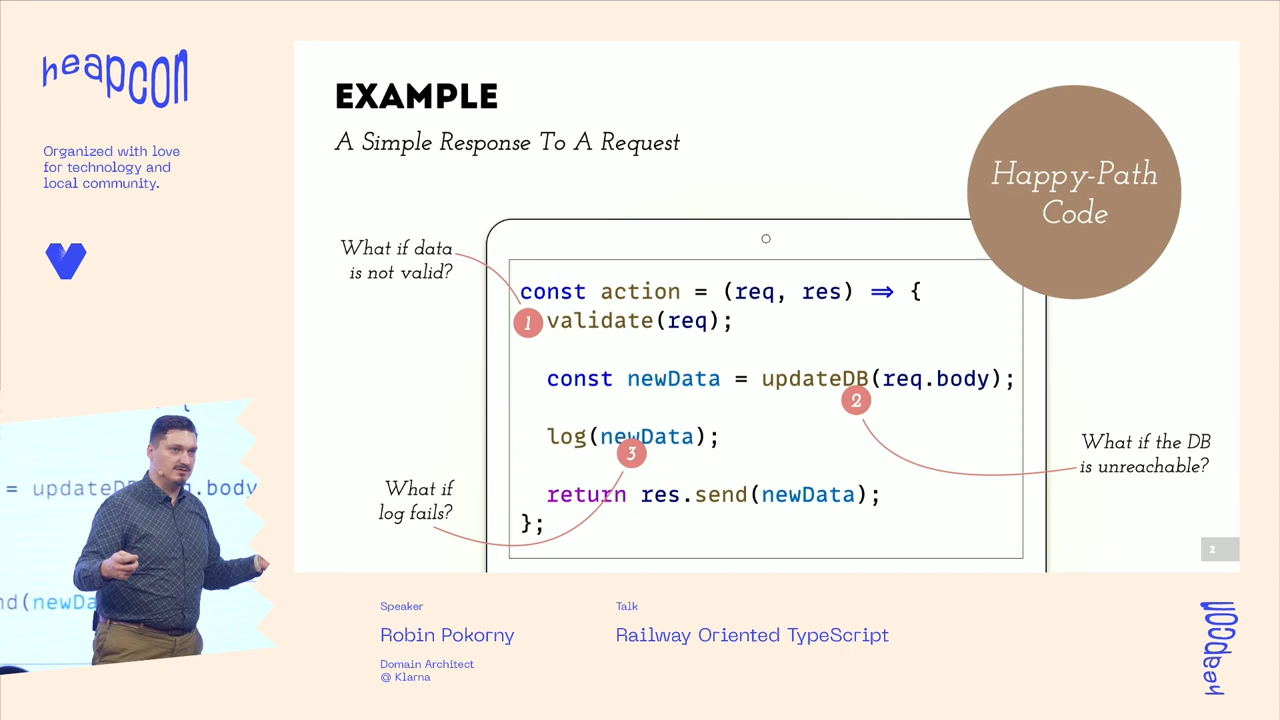 heapcon
Organized with love
for technology and
local community.
EXAMPLE
A Simple Response To A Request
Happy-Path
Code
What if data
is not valid?
const action = (req, res) => {
1 validate(req);
const newData = updateDB(req.body);
2
log(newData);
3
What if the DB
is unreachable?
What if
log fails?
return res.send(newData);
};
2
= updateDB(req.body
nd(newDa
Speaker
Robin Pokorny
Domain Architect
@ Klarna
Talk
Railway Oriented TypeScript
heapcon